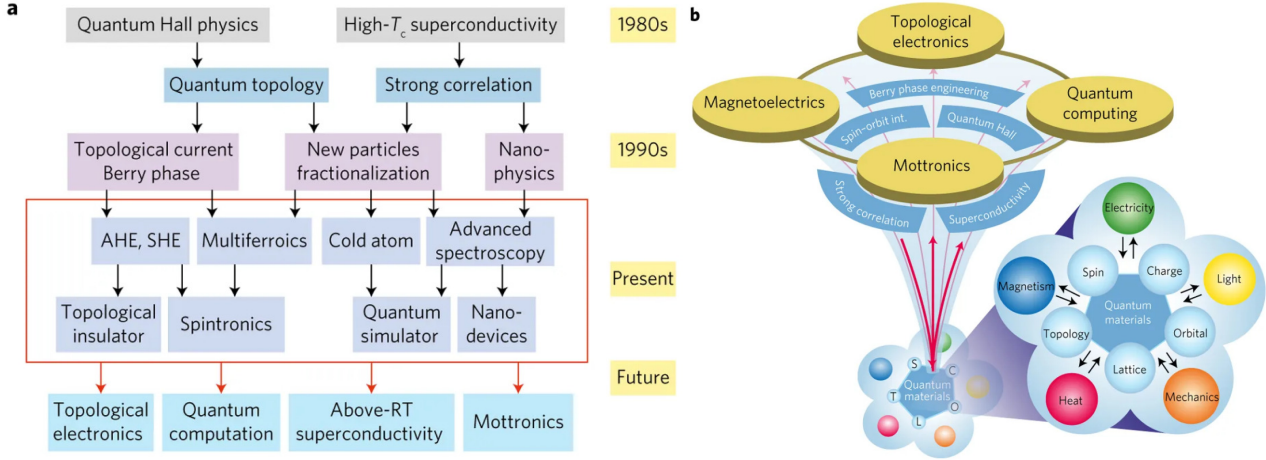 a
Quantum Hall physics
High-Tc superconductivity
1980s
Quantum topology
Strong correlation
Topological current
Berry phase
New particles
fractionalization
Nano-
physics
1990s
AHE, SHE
Multiferroics
Cold atom
Advanced
spectroscopy
Present
Topological
insulator
Spintronics
Quantum
simulator
Nano-
devices
Future
Topological
electronics
Quantum
computation
Above-RT
superconductivity
Mottronics
b
Topological
electronics
Magnetoelectrics
Berry phase engineering
Quantum
computing
Spin-orbit int.
Quantum Hall
Mottronics
Strong correlation
Superconductivity
S
C
T
Quantum
materials
O
L
Electricity
Spin
Charge
Magnetism
Light
Quantum
materials
Topology
Orbital
Lattice
Heat
Mechanics